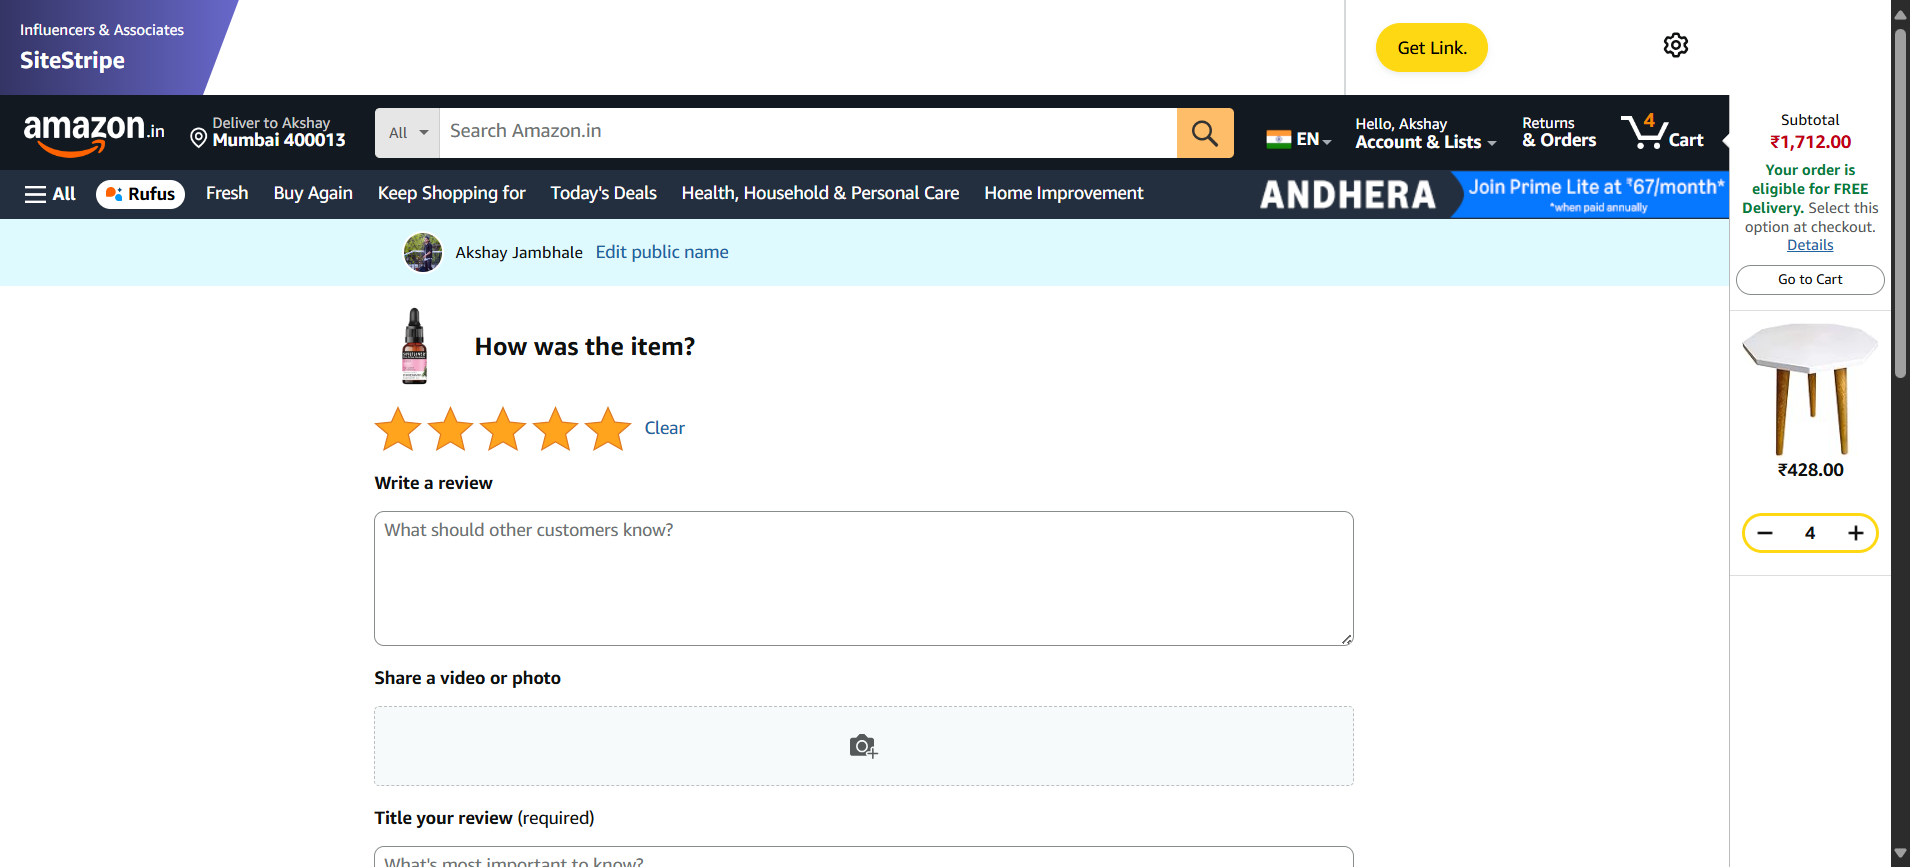 Influencers & Associates
SiteStripe
Get Link.
amazon.in
Deliver to Akshay
Mumbai 400013
All
Search Amazon.in
EN
Hello, Akshay
Account & Lists
Returns
& Orders
4
Cart
All
Rufus
Fresh
Buy Again
Keep Shopping for
Today's Deals
Health, Household & Personal Care
Home Improvement
ANDHERA
Join Prime Lite at ₹67/month*
*when paid annually
Subtotal
₹1,712.00
Your order is
eligible for FREE
Delivery. Select this
option at checkout.
Details
Go to Cart
₹428.00
4
Akshay Jambhale
Edit public name
How was the item?
Clear
Write a review
What should other customers know?
Share a video or photo
Title your review (required)
What's most important to know?